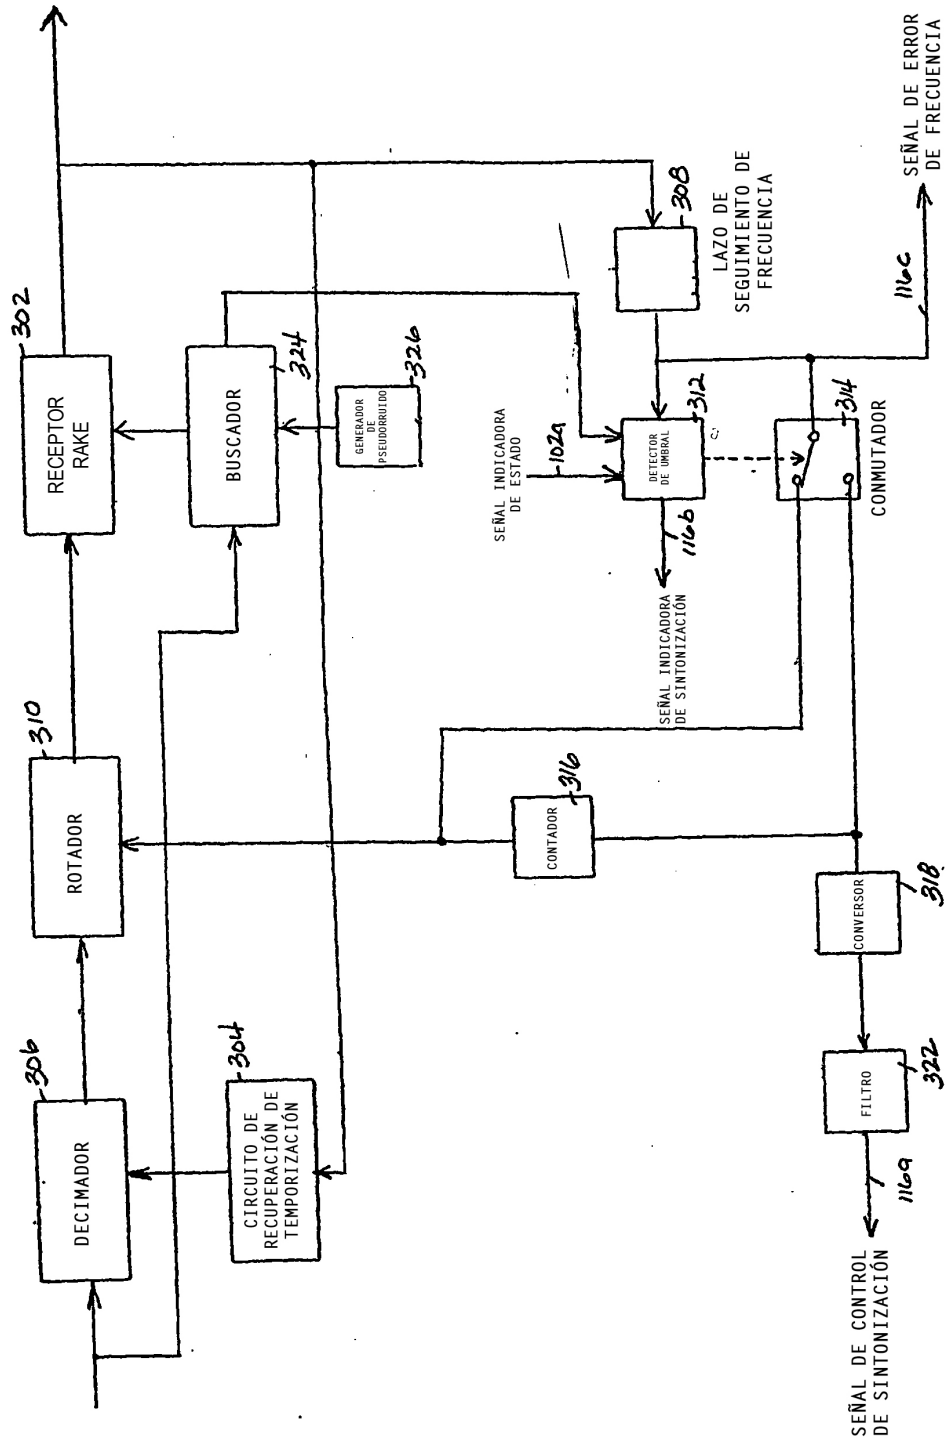 306
DECIMADOR
310
ROTADOR
302
RECEPTOR
RAKE
304
CIRCUITO DE
RECUPERACIÓN DE
TEMPORIZACIÓN
BUSCADOR
324
GENERADOR
DE
PSEUDORRUIDO
326
SEÑAL INDICADORA
DE ESTADO
102a
308
LAZO DE
SEGUIMIENTO DE
FRECUENCIA
DETECTOR
DE UMBRAL
312
116b
SEÑAL INDICADORA
DE SINTONIZACIÓN
CONTADOR
316
314
CONMUTADOR
116c
SEÑAL DE ERROR
DE FRECUENCIA
CONVERSOR
318
FILTRO
322
116a
SEÑAL DE CONTROL
DE SINTONIZACIÓN